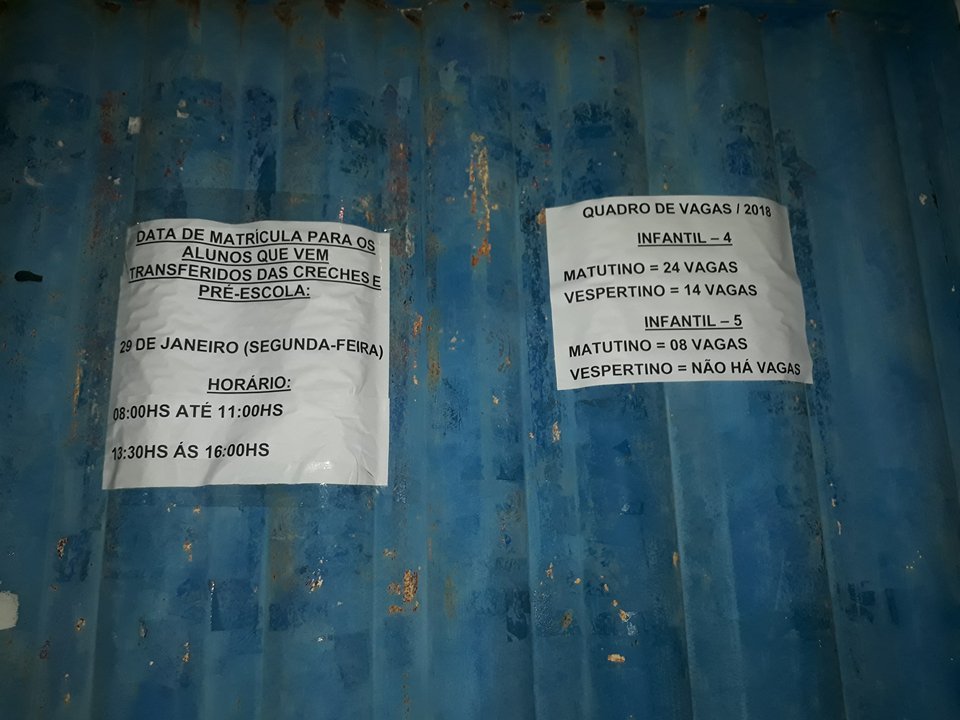 DATA DE MATRÍCULA PARA OS
ALUNOS QUE VEM
TRANSFERIDOS DAS CRECHES E
PRÉ-ESCOLA:
29 DE JANEIRO (SEGUNDA-FEIRA)
HORÁRIO:
08:00HS ATÉ 11:00HS
13:30HS ÁS 16:00HS
QUADRO DE VAGAS / 2018
INFANTIL – 4
MATUTINO = 24 VAGAS
VESPERTINO = 14 VAGAS
INFANTIL – 5
MATUTINO = 08 VAGAS
VESPERTINO = NÃO HÁ VAGAS